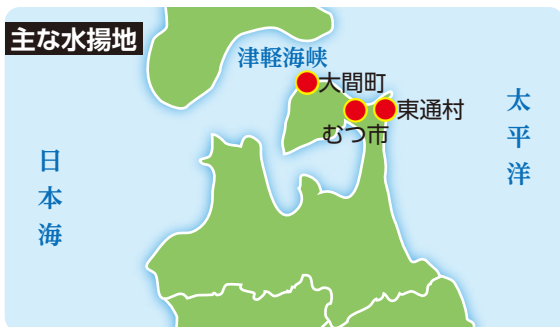 主な水揚地
津軽海峡
大間町
東通村
むつ市
太平洋
日本海